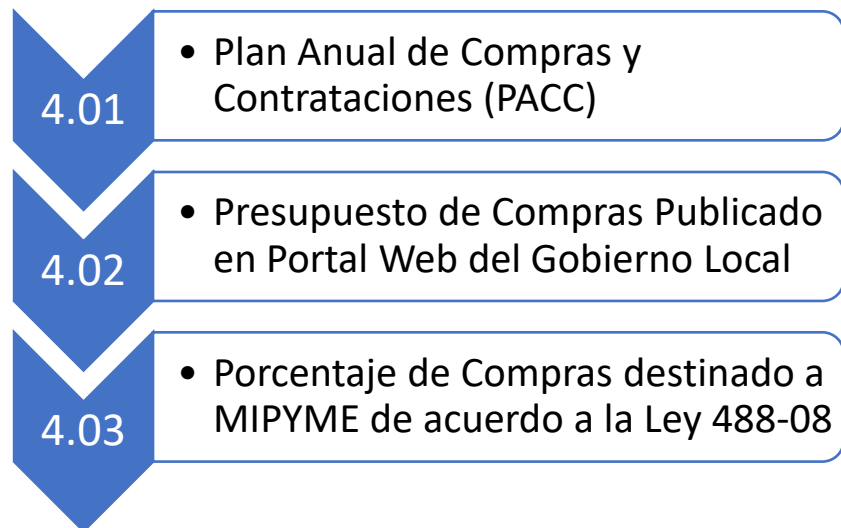 4.01
• Plan Anual de Compras y
Contrataciones (PACC)
4.02
• Presupuesto de Compras Publicado
en Portal Web del Gobierno Local
4.03
• Porcentaje de Compras destinado a
MIPYME de acuerdo a la Ley 488-08